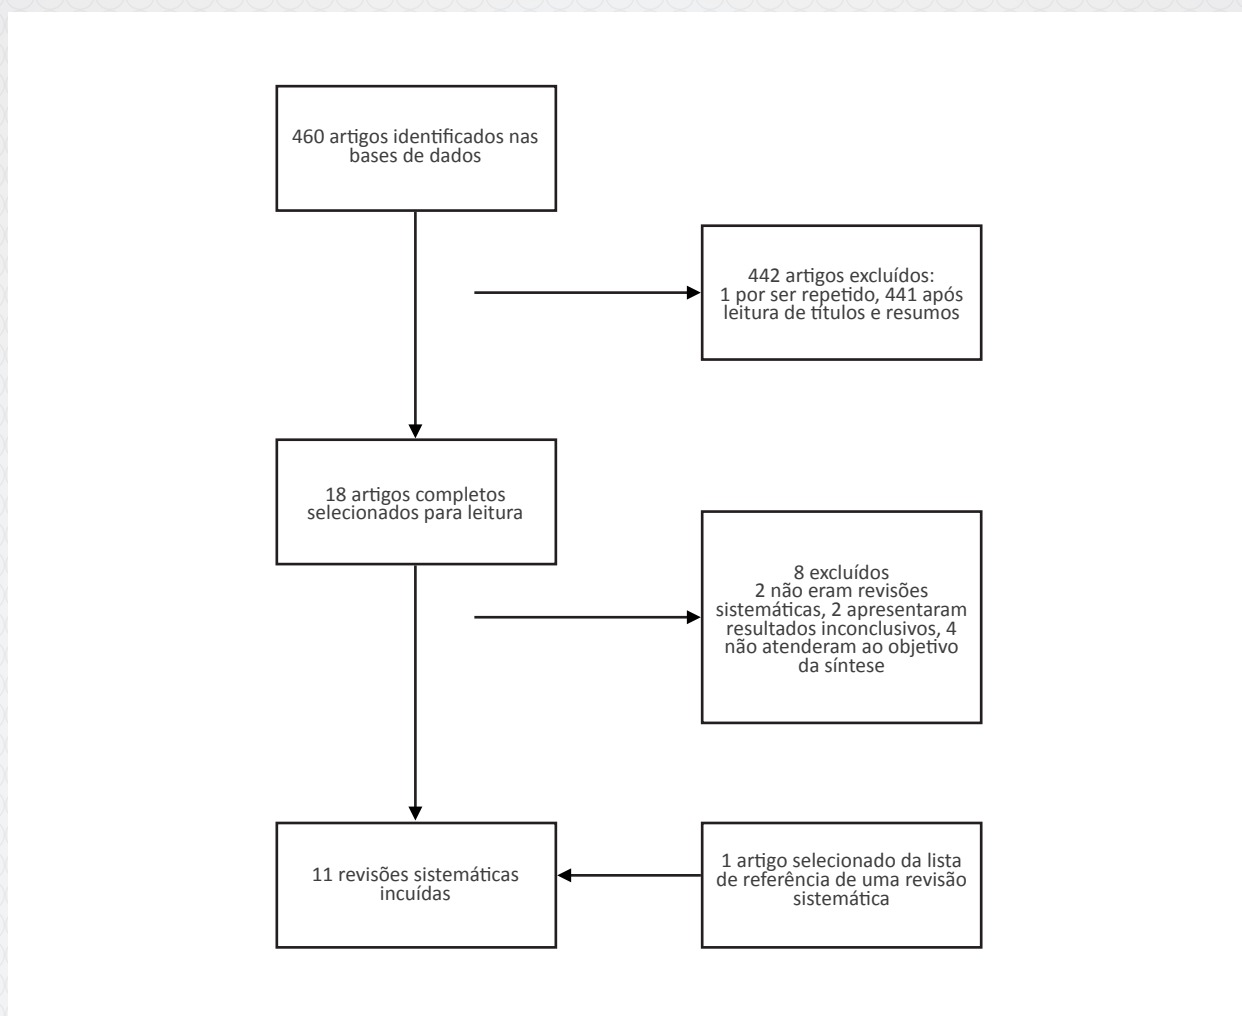 460 artigos identificados nas
bases de dados
442 artigos excluídos:
1 por ser repetido, 441 após
leitura de títulos e resumos
18 artigos completos
selecionados para leitura
8 excluídos
2 não eram revisões
sistemáticas, 2 apresentaram
resultados inconclusivos, 4
não atenderam ao objetivo
da síntese
11 revisões sistemáticas
incuídas
1 artigo selecionado da lista
de referência de uma revisão
sistemática